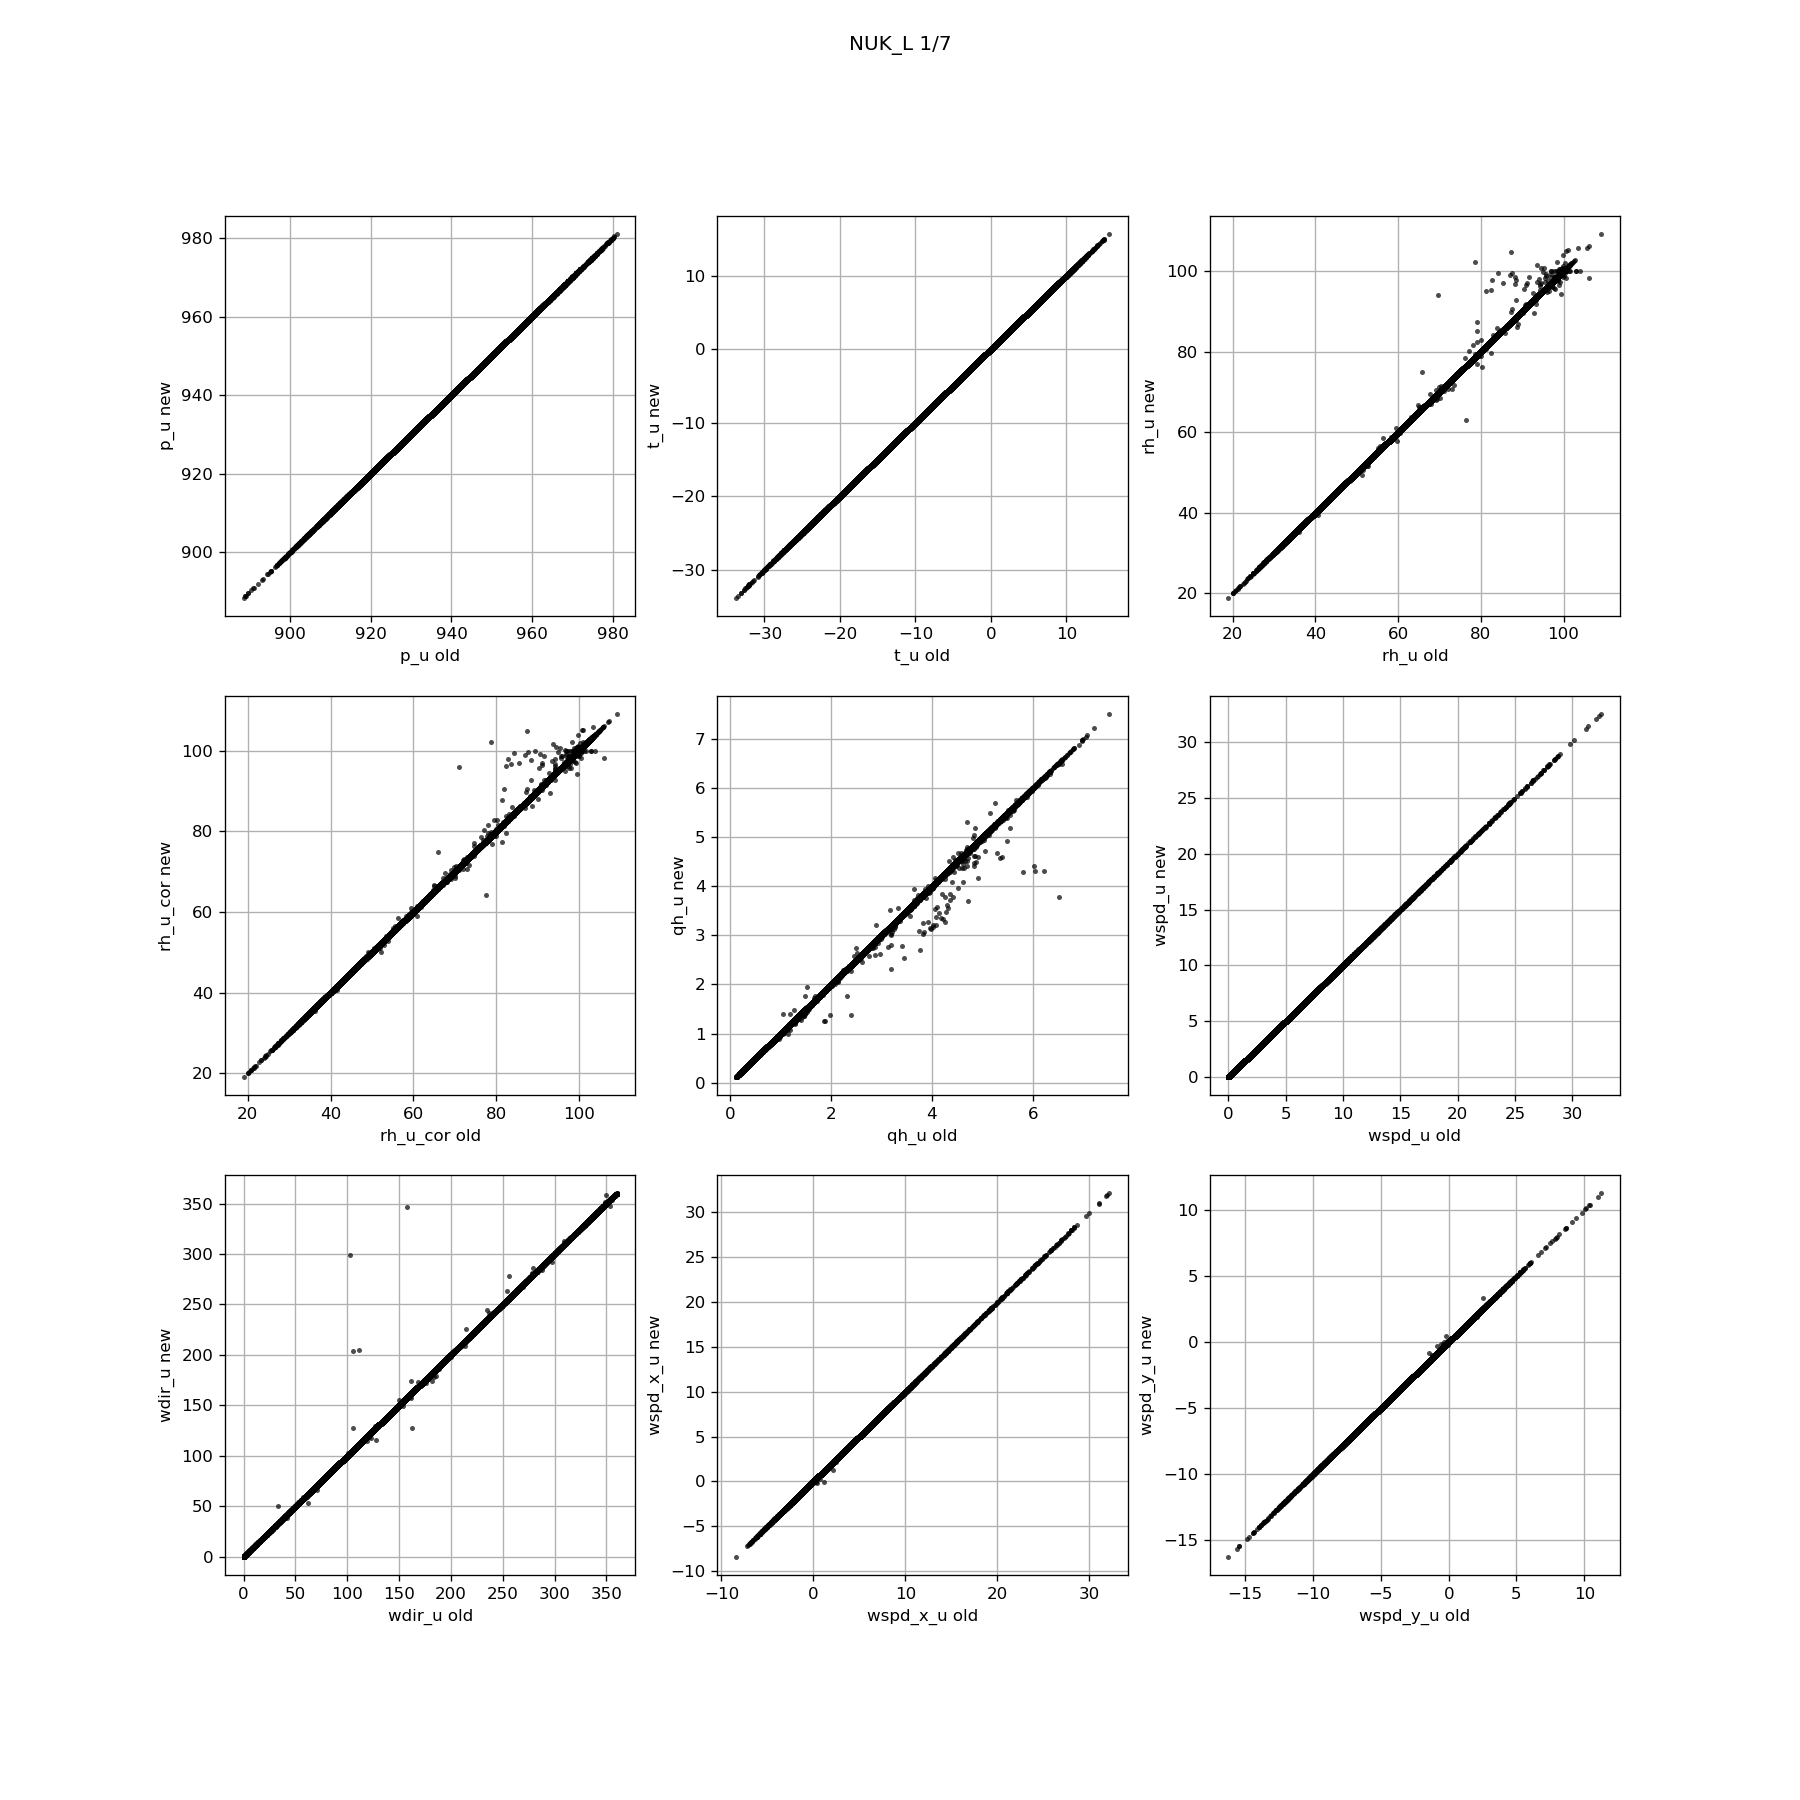 NUK_L 1/7
980
960
940
920
900
p_u new
900 920 940 960 980
p_u old
10
0
−10
−20
−30
t_u new
−30 −20 −10 0 10
t_u old
100
80
60
40
20
rh_u new
20 40 60 80 100
rh_u old
100
80
60
40
20
rh_u_cor new
20 40 60 80 100
rh_u_cor old
7
6
5
4
3
2
1
0
qh_u new
0 2 4 6
qh_u old
30
25
20
15
10
5
0
wspd_u new
0 5 10 15 20 25 30
wspd_u old
350
300
250
200
150
100
50
0
wdir_u new
0 50 100 150 200 250 300 350
wdir_u old
30
25
20
15
10
5
0
−5
−10
wspd_x_u new
−10 0 10 20 30
wspd_x_u old
10
5
0
−5
−10
−15
wspd_y_u new
−15 −10 −5 0 5 10
wspd_y_u old